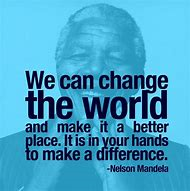 We can change
the world
and make it a better
place. It is in your hands
to make a difference.
-Nelson Mandela